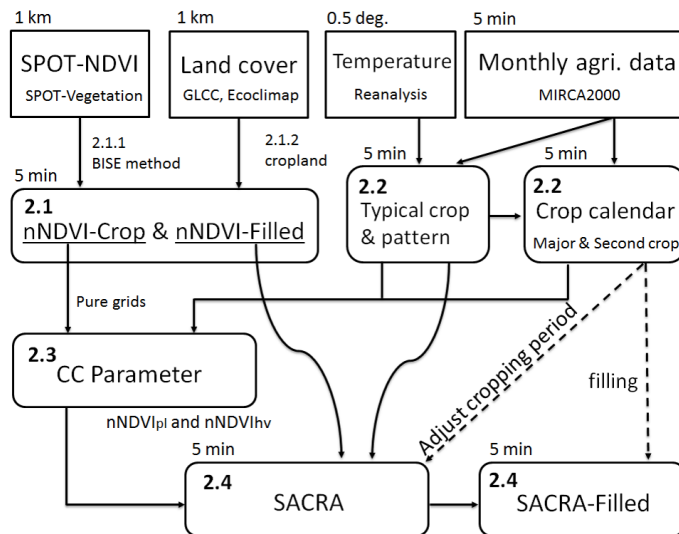 1 km
1 km
0.5 deg.
5 min
SPOT-NDVI
SPOT-Vegetation
Land cover
GLCC, Ecoclimap
Temperature
Reanalysis
Monthly agri. data
MIRCA2000
2.1.1
BISE method
2.1.2
cropland
5 min
5 min
5 min
2.1
nNDVI-Crop & nNDVI-Filled
2.2
Typical crop
& pattern
2.2
Crop calendar
Major & Second crop
Pure grids
2.3
CC Parameter
Adjust cropping period
filling
nNDVIpl and nNDVIhv
5 min
5 min
2.4
SACRA
2.4
SACRA-Filled